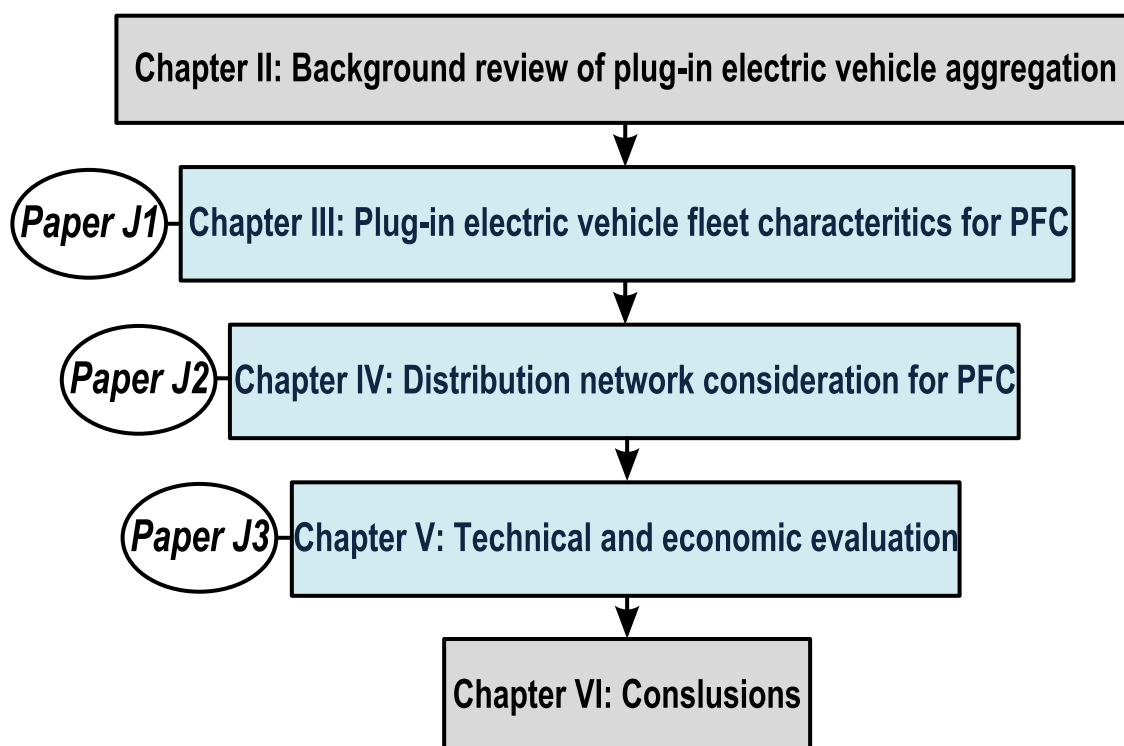 Chapter II: Background review of plug-in electric vehicle aggregation
Paper J1
Chapter III: Plug-in electric vehicle fleet characteritics for PFC
Paper J2
Chapter IV: Distribution network consideration for PFC
Paper J3
Chapter V: Technical and economic evaluation
Chapter VI: Conslusions